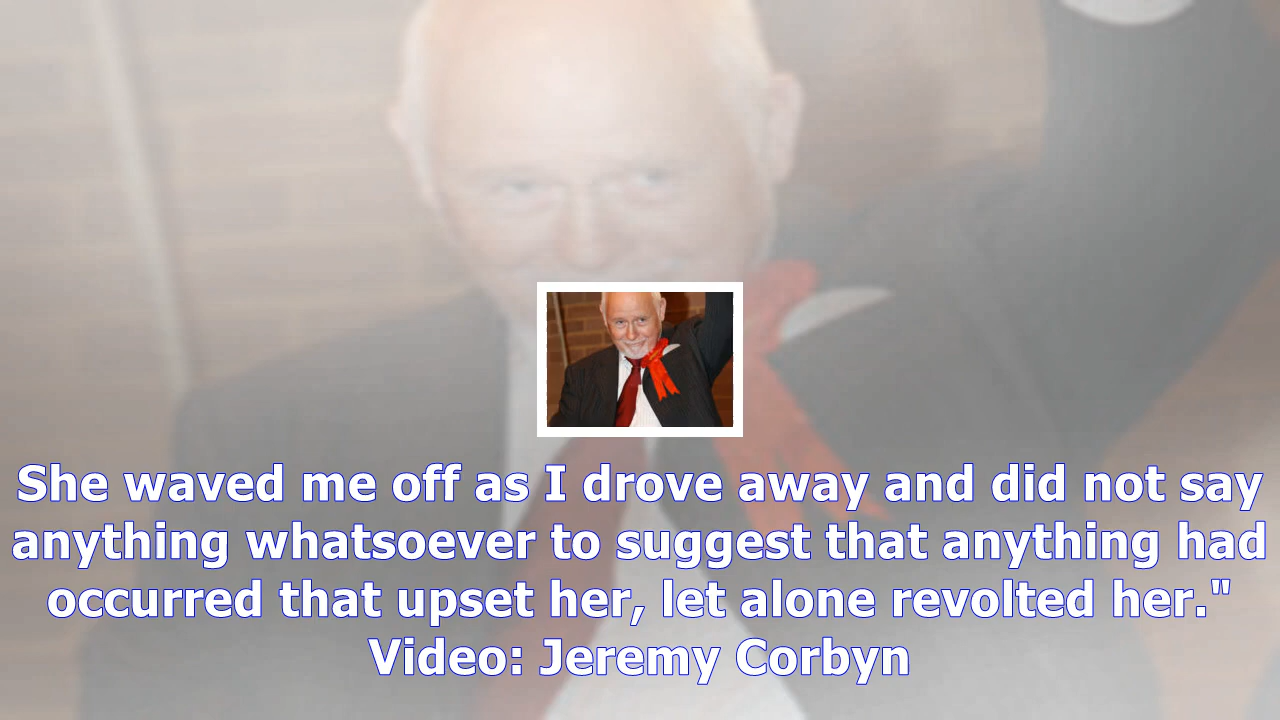 She waved me off as I drove away and did not say
anything whatsoever to suggest that anything had
occurred that upset her, let alone revolted her."
Video: Jeremy Corbyn